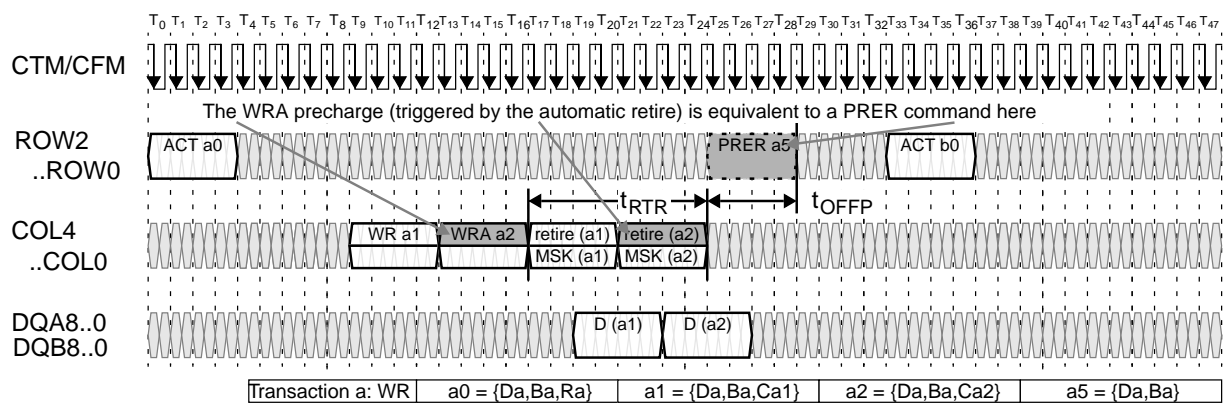 T0 T1 T2 T3 T4 T5 T6 T7 T8 T9 T10 T11 T12 T13 T14 T15 T16 T17 T18 T19 T20 T21 T22 T23 T24 T25 T26 T27 T28 T29 T30 T31 T32 T33 T34 T35 T36 T37 T38 T39 T40 T41 T42 T43 T44 T45 T46 T47
CTM/CFM
The WRA precharge (triggered by the automatic retire) is equivalent to a PRER command here
ROW2
..ROW0
ACT a0
PRER a5
ACT b0
tRTR
tOFFP
COL4
..COL0
WR a1
WRA a2
retire (a1)
retire (a2)
MSK (a1)
MSK (a2)
DQA8..0
DQB8..0
D (a1)
D (a2)
Transaction a: WR
a0 = {Da,Ba,Ra}
a1 = {Da,Ba,Ca1}
a2 = {Da,Ba,Ca2}
a5 = {Da,Ba}